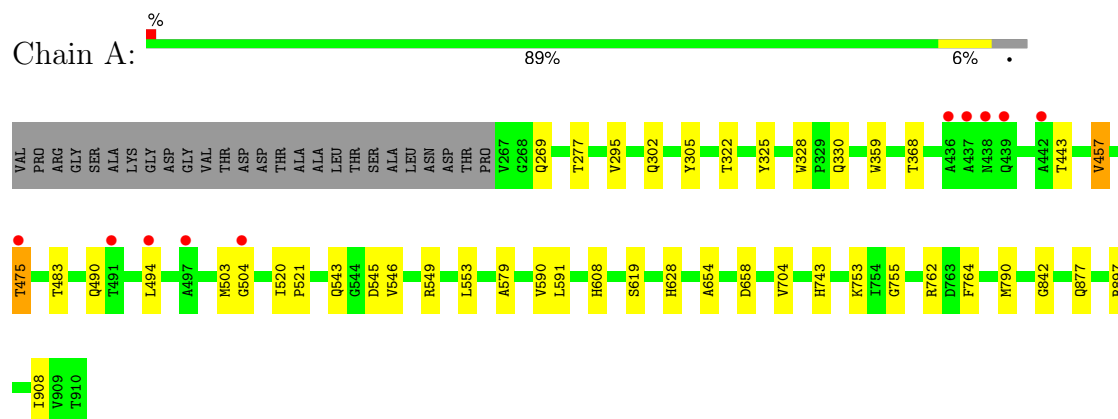 %
Chain A:
89% 6% •
VAL PRO ARG GLY SER ALA LYS GLY ASP GLY VAL THR ASP ASP THR ALA ALA LEU THR SER ALA LEU ASN ASP THR PRO V267 G268 Q269 T277 V295 Q302 Y305 T322 Y325 W328 P329 Q330 W359 T368 A436 A437 N438 Q439 A442 T443 V457
T475 T483 Q490 T491 L494 A497 M503 G504 I520 P521 Q543 G544 D545 V546 R549 L553 A579 V590 L591 H608 S619 H628 A654 D658 V704 H743 K753 I754 G755 R762 D763 F764 M790 G842 Q877
I908 V909 T910